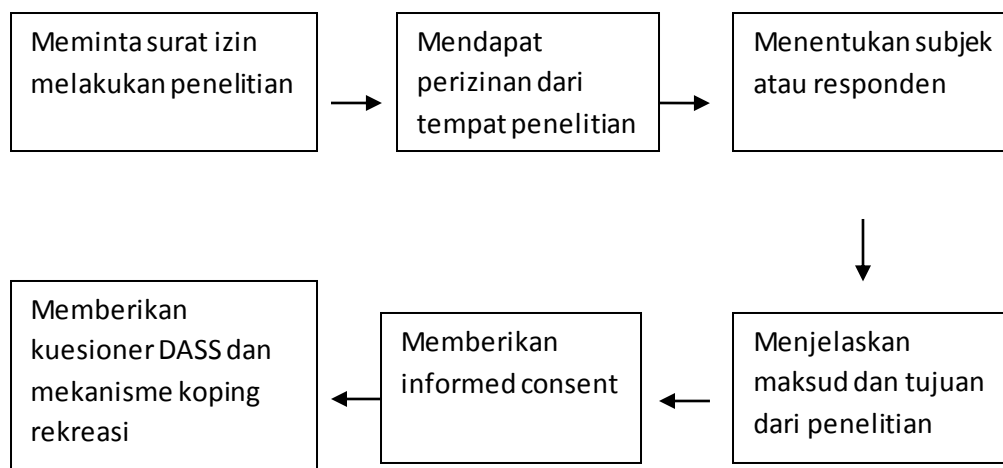 Meminta surat izin
melakukan penelitian
Mendapat
perizinan dari
tempat penelitian
Menentukan subjek
atau responden
Menjelaskan
maksud dan tujuan
dari penelitian
Memberikan
informed consent
Memberikan
kuesioner DASS dan
mekanisme koping
rekreasi